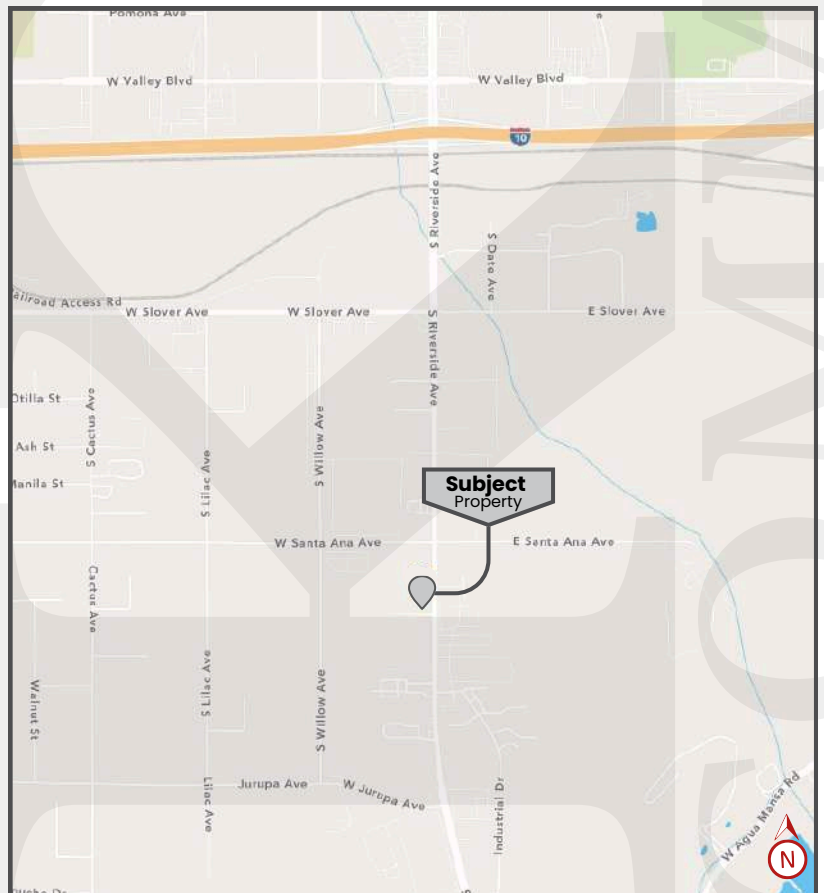 Pomona Ave
W Valley Blvd
W Valley Blvd
10
S Riverside Ave
S Date Ave
Railroad Access Rd
W Slover Ave
W Slover Ave
E Slover Ave
S Riverside Ave
Otilla St
S Cactus Ave
S Willow Ave
Ash St
S Lilac Ave
Manila St
Subject
Property
W Santa Ana Ave
E Santa Ana Ave
Cactus Ave
Walnut St
S Lilac Ave
S Willow Ave
Jurupa Ave
W Jurupa Ave
Lilac Ave
Industrial Dr
W Agua Mansa Rd
N